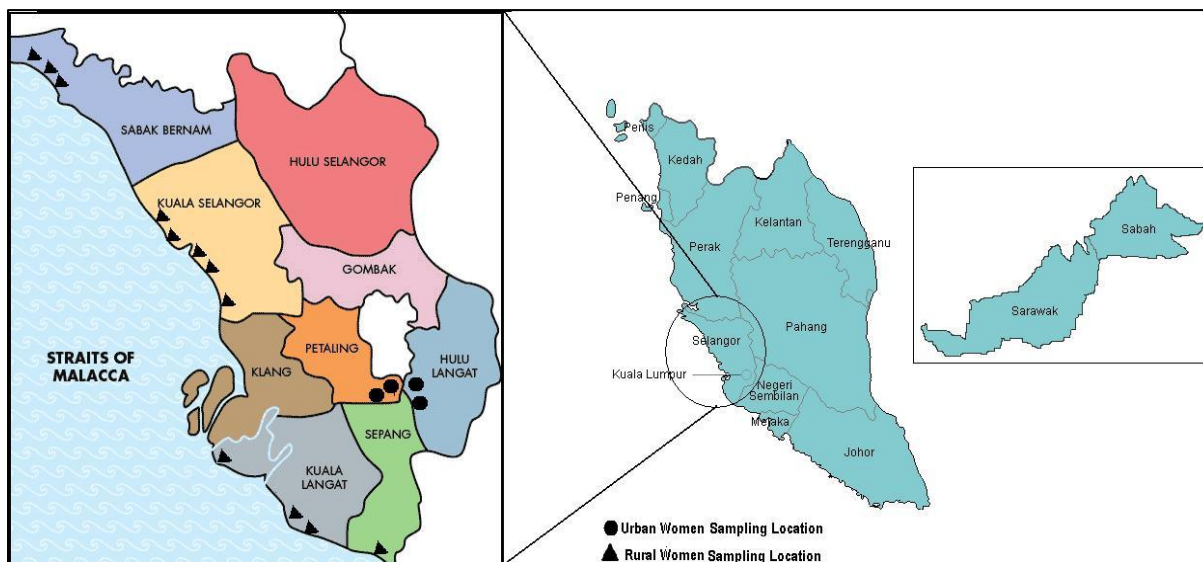 SABAK BERNAM
HULU SELANGOR
KUALA SELANGOR
GOMBAK
PETALING
HULU
LANGAT
STRAITS OF
MALACCA
KLANG
SEPANG
KUALA
LANGAT
Penis
Kedah
Penang
Kelantan
Perak
Terengganu
Pahang
Selangor
Kuala Lumpur
Negeri
Sembilan
Melaka
Johor
Sabah
Sarawak
Urban Women Sampling Location
Rural Women Sampling Location